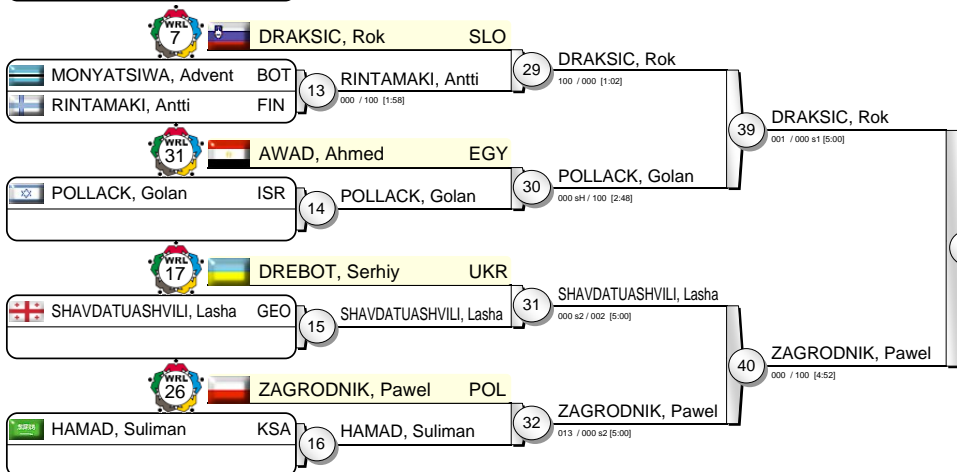 WRL
7
DRAKSIC, Rok SLO
MONYATSIWA, Advent BOT
RINTAMAKI, Antti FIN
13
RINTAMAKI, Antti
000 / 100 [1:58]
29
DRAKSIC, Rok
100 / 000 [1:02]
WRL
31
AWAD, Ahmed EGY
POLLACK, Golan ISR
14
POLLACK, Golan
30
POLLACK, Golan
000 sH / 100 [2:48]
39
DRAKSIC, Rok
001 / 000 s1 [5:00]
WRL
17
DREBOT, Serhiy UKR
SHAVDATUASHVILI, Lasha GEO
15
SHAVDATUASHVILI, Lasha
31
SHAVDATUASHVILI, Lasha
000 s2 / 002 [5:00]
WRL
26
ZAGRODNIK, Pawel POL
HAMAD, Suliman KSA
16
HAMAD, Suliman
32
ZAGRODNIK, Pawel
013 / 000 s2 [5:00]
40
ZAGRODNIK, Pawel
000 / 100 [4:52]